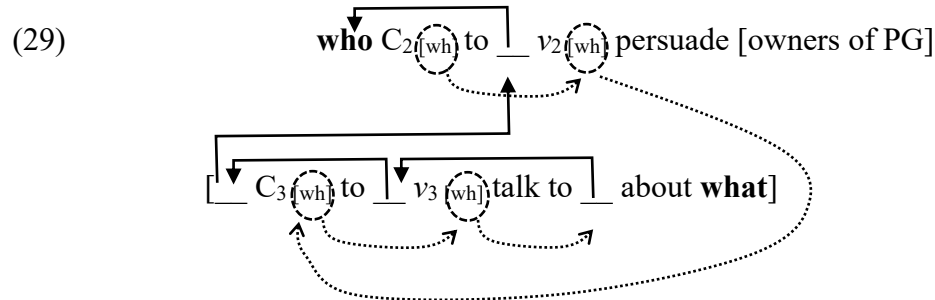 (29) who C₂[wh] to __ v₂[wh] persuade [owners of PG]
[__ C₃[wh] to __ v₃[wh] talk to __ about what]